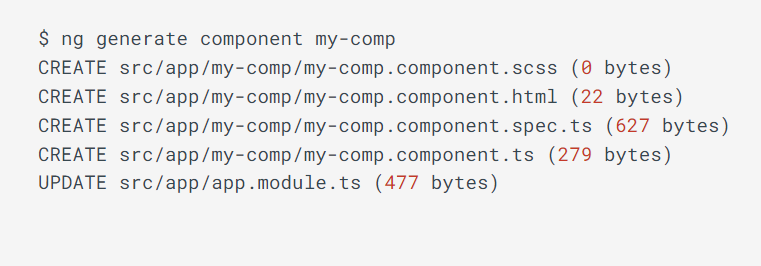 $ ng generate component my-comp
CREATE src/app/my-comp/my-comp.component.scss (0 bytes)
CREATE src/app/my-comp/my-comp.component.html (22 bytes)
CREATE src/app/my-comp/my-comp.component.spec.ts (627 bytes)
CREATE src/app/my-comp/my-comp.component.ts (279 bytes)
UPDATE src/app/app.module.ts (477 bytes)